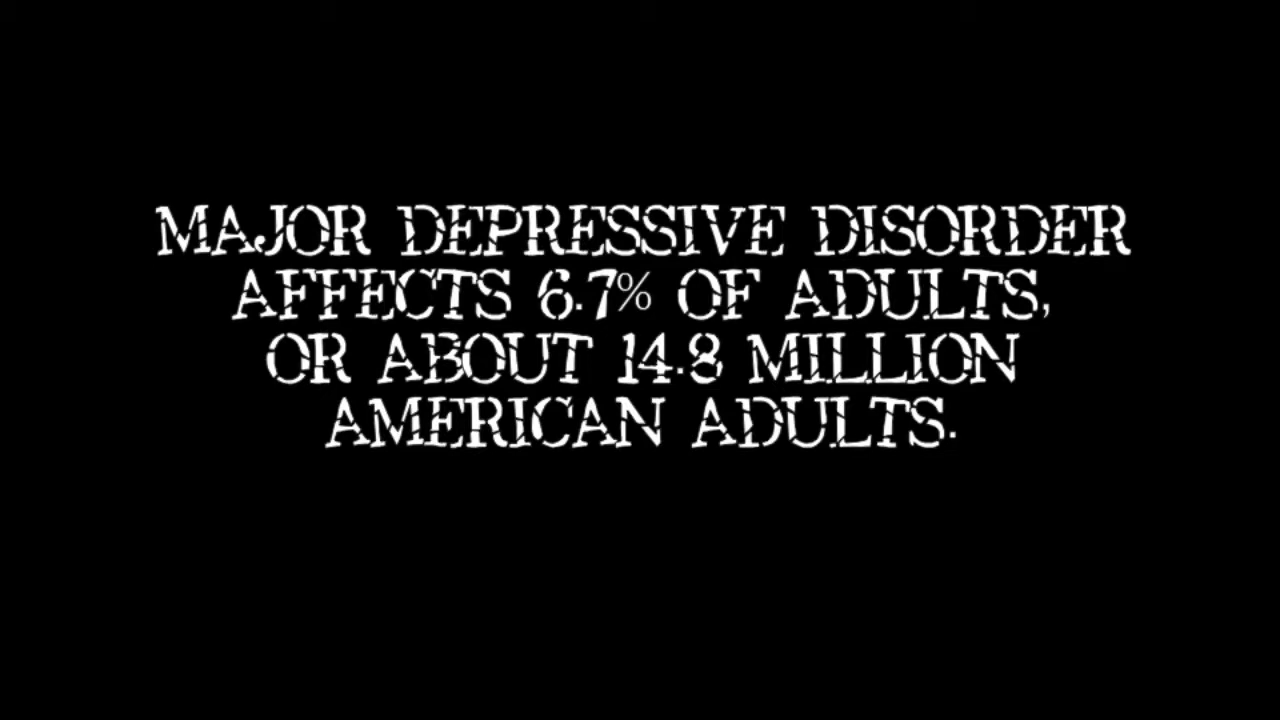 MAJOR DEPRESSIVE DISORDER
AFFECTS 6.7% OF ADULTS,
OR ABOUT 14.8 MILLION
AMERICAN ADULTS.